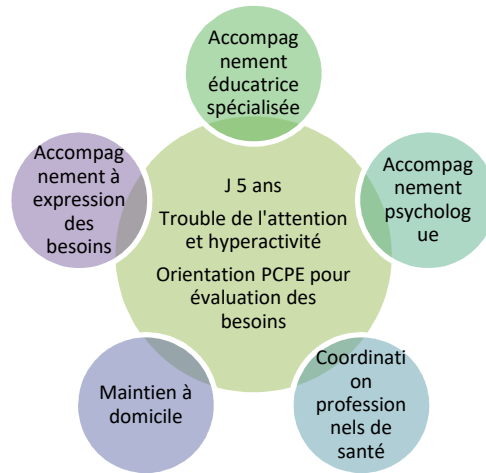 Accompag
nement
éducatrice
spécialisée
Accompag
nement à
expression
des
besoins
J 5 ans
Trouble de l'attention
et hyperactivité
Orientation PCPE pour
évaluation des
besoins
Accompag
nement
psycholog
ue
Maintien à
domicile
Coordinati
on
profession
nels de
santé